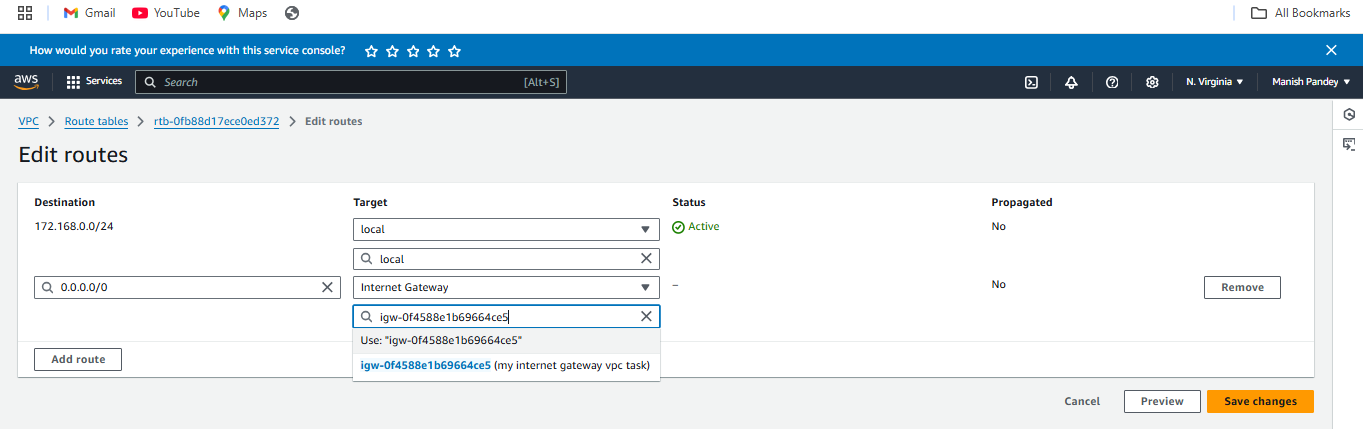 Gmail YouTube Maps All Bookmarks
How would you rate your experience with this service console?
aws Services Search [Alt+S] N. Virginia Manish Pandey
VPC > Route tables > rtb-0fb88d17ece0ed372 > Edit routes
Edit routes
Destination Target Status Propagated
172.168.0.0/24 local Active No
local
0.0.0.0/0 Internet Gateway – No Remove
igw-0f4588e1b69664ce5
Use: "igw-0f4588e1b69664ce5"
Add route
igw-0f4588e1b69664ce5 (my internet gateway vpc task)
Cancel Preview Save changes